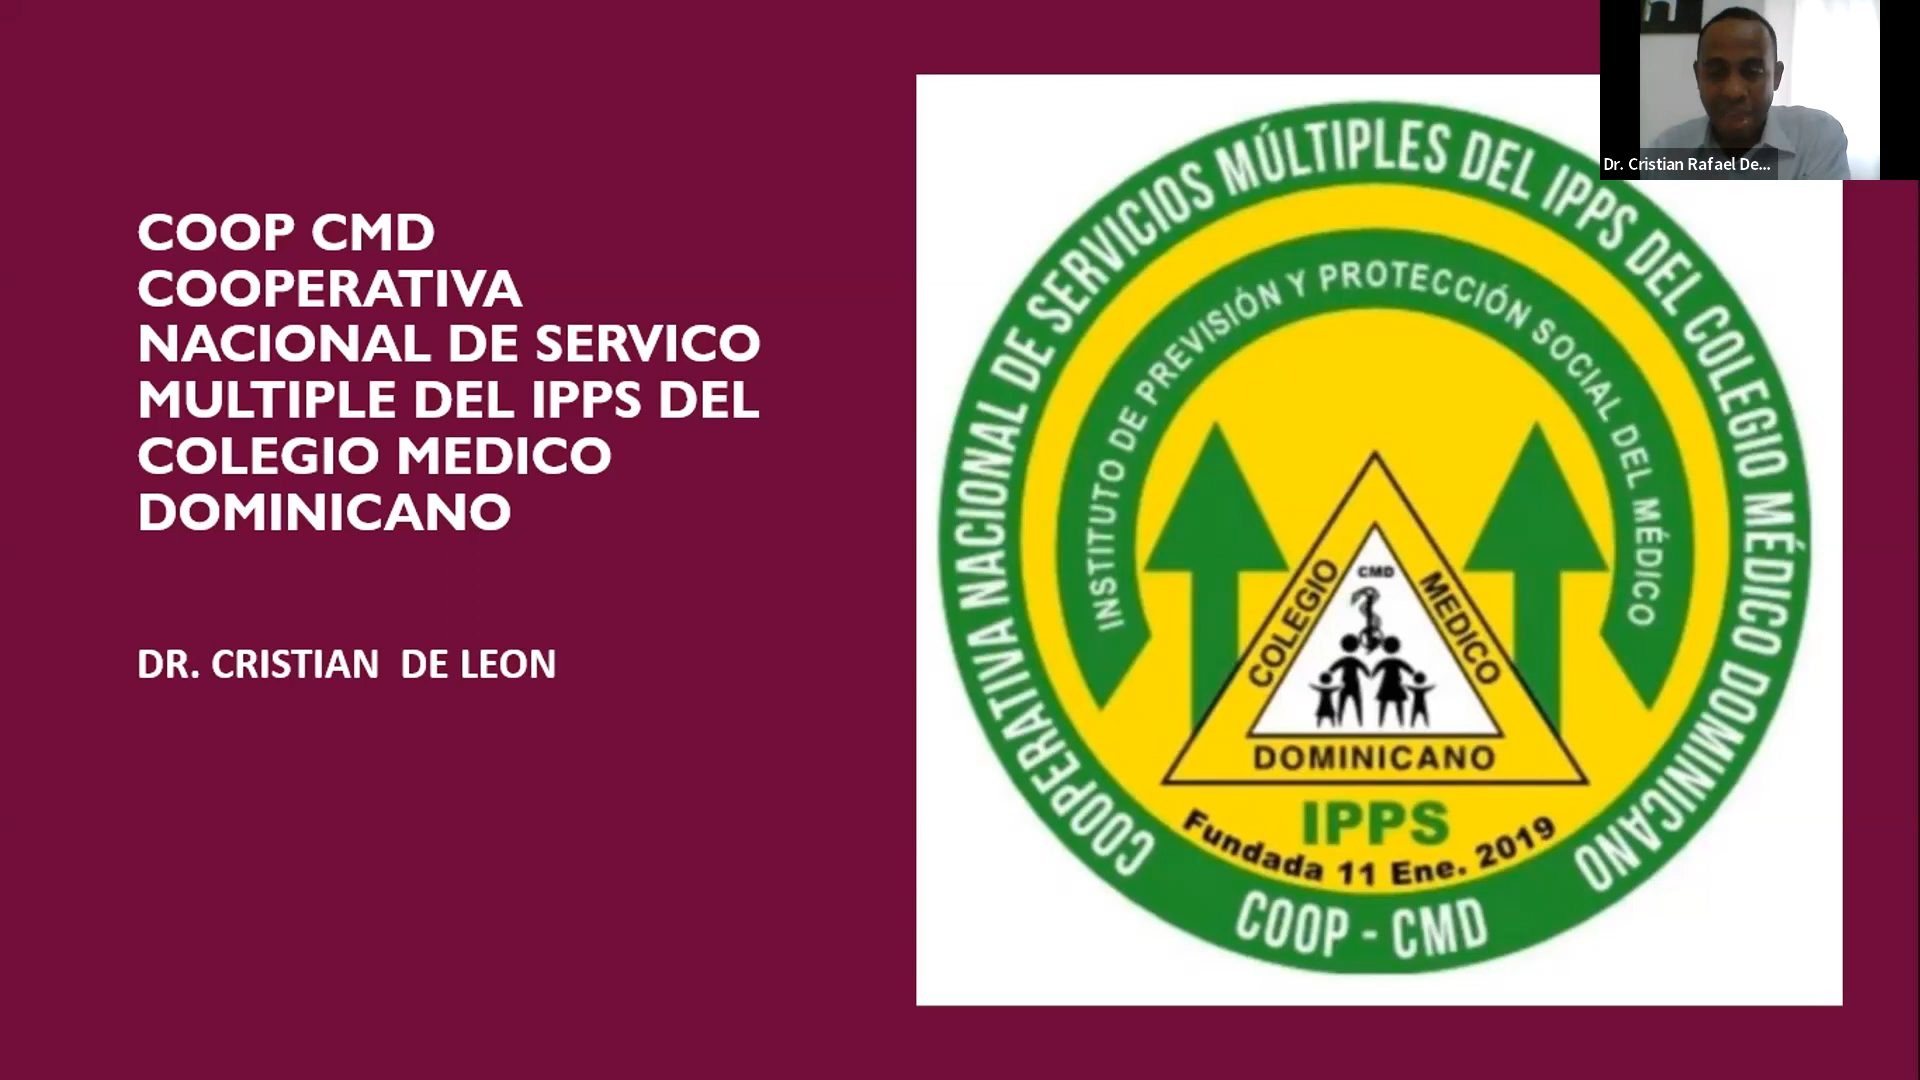 COOP CMD
COOPERATIVA
NACIONAL DE SERVICO
MULTIPLE DEL IPPS DEL
COLEGIO MEDICO
DOMINICANO
DR. CRISTIAN  DE LEON
COOPERATIVA NACIONAL DE SERVICIOS MÚLTIPLES DEL IPPS DEL COLEGIO MÉDICO DOMINICANO
INSTITUTO DE PREVISIÓN Y PROTECCIÓN SOCIAL DEL MÉDICO
CMD
COLEGIO
MEDICO
DOMINICANO
IPPS
Fundada 11 Ene. 2019
COOP - CMD
Dr. Cristian Rafael De...